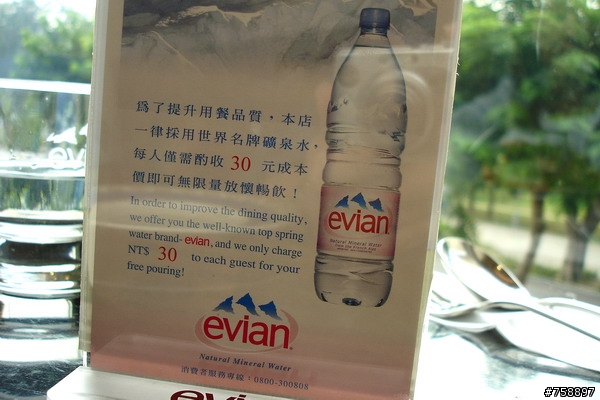 為了提升用餐品質，本店
一律採用世界名牌礦泉水，
每人僅需酌收 30 元成本
價即可無限量放懷暢飲！
In order to improve the dining quality,
we offer you the well-known top spring
water brand- evian, and we only charge
NT$ 30 to each guest for your
free pouring!
evian
Natural Mineral Water
evian
Natural Mineral Water
消費者服務專線：0800-300808
evian
#758897